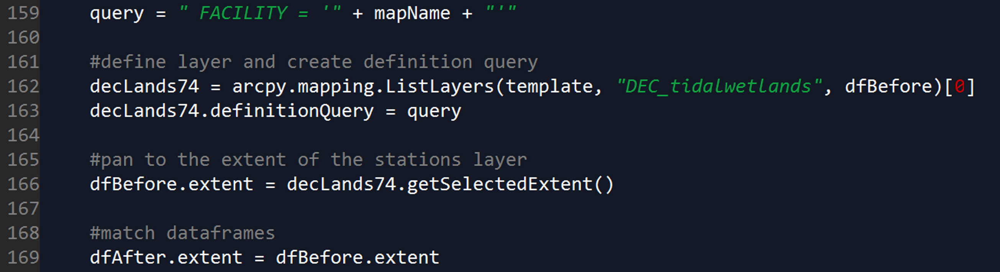 159 query = " FACILITY = '" + mapName + "'"
160
161 #define layer and create definition query
162 decLands74 = arcpy.mapping.ListLayers(template, "DEC_tidalwetlands", dfBefore)[0]
163 decLands74.definitionQuery = query
164
165 #pan to the extent of the stations layer
166 dfBefore.extent = decLands74.getSelectedExtent()
167
168 #match dataframes
169 dfAfter.extent = dfBefore.extent